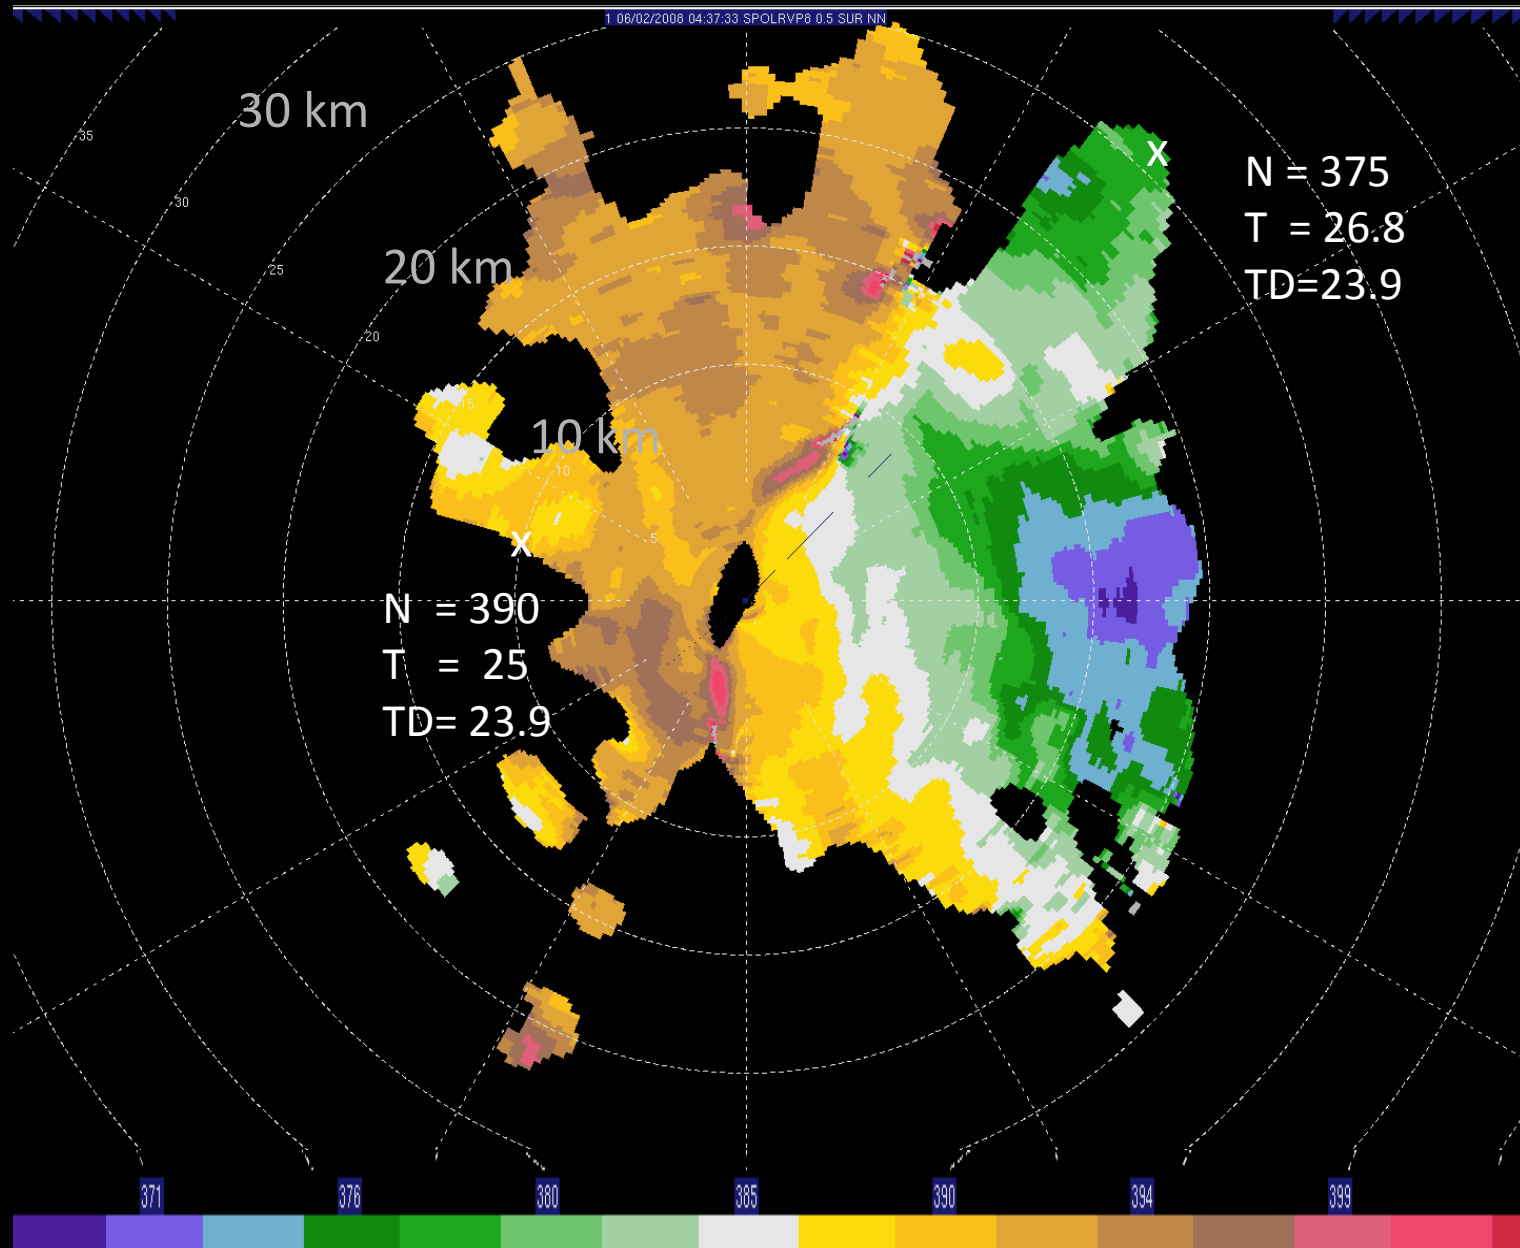 1 06/02/2008 04:37:33 SPOLRVP8 0.5 SUR NN
30 km
35
N = 375
30
T = 26.8
20 km
25
TD=23.9
20
15
10 km
10
5
X
X
N = 390
T = 25
TD= 23.9
371 376 380 385 390 394 399